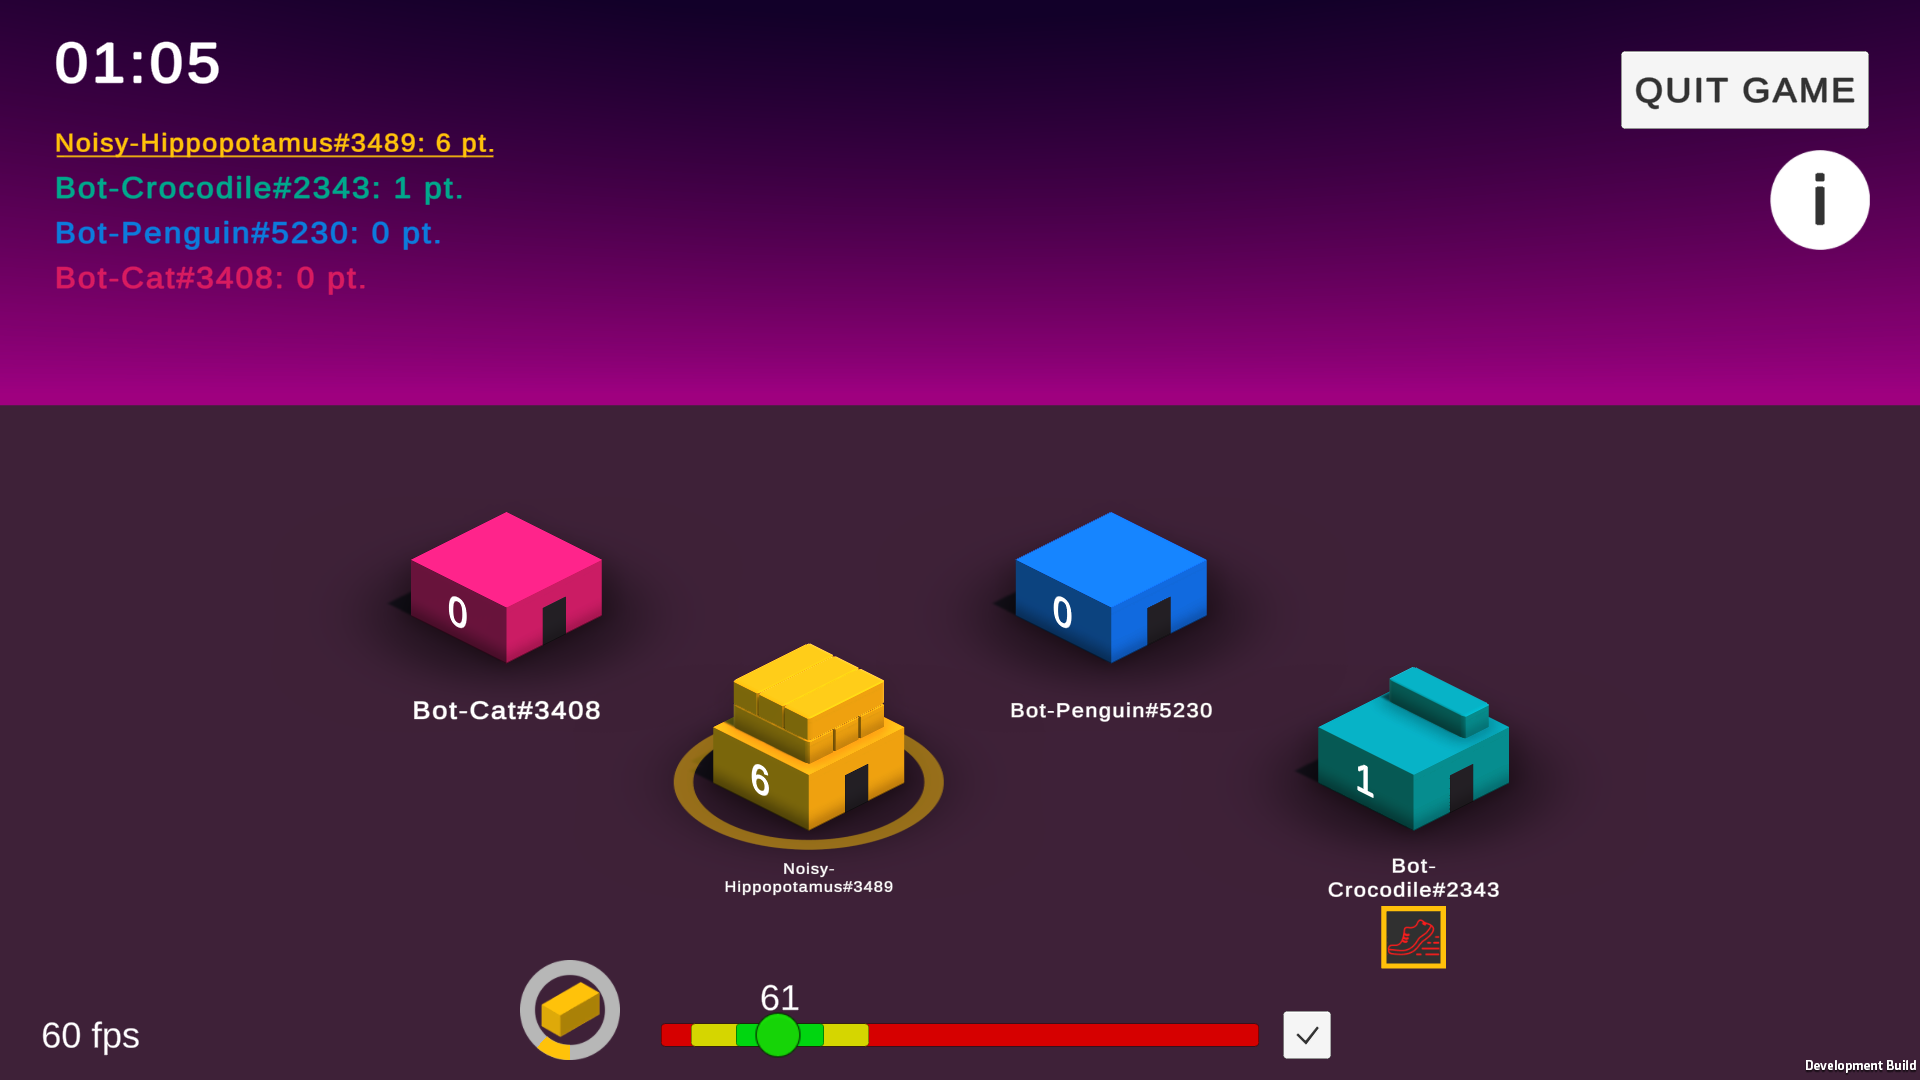 01:05
QUIT GAME
Noisy-Hippopotamus#3489: 6 pt.
Bot-Crocodile#2343: 1 pt.
i
Bot-Penguin#5230: 0 pt.
Bot-Cat#3408: 0 pt.
0
0
Bot-Cat#3408
Bot-Penguin#5230
6
1
Noisy-
Hippopotamus#3489
Bot-
Crocodile#2343
61
60 fps
Development Build